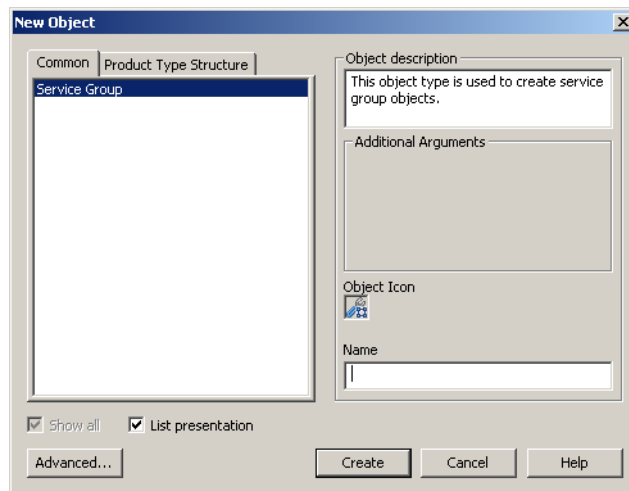 New Object
Common
Product Type Structure
Service Group
Object description
This object type is used to create service
group objects.
Additional Arguments
Object Icon
Name
Show all
List presentation
Advanced...
Create
Cancel
Help